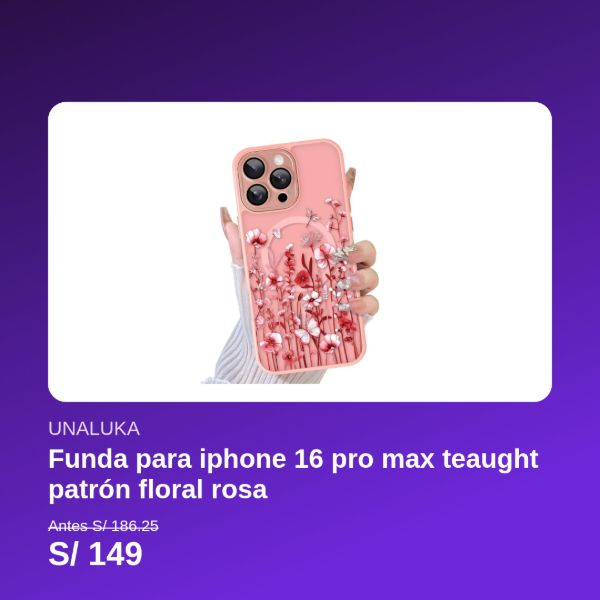 UNALUKA
Funda para iphone 16 pro max teaught
patrón floral rosa
Antes S/ 186.25
S/ 149